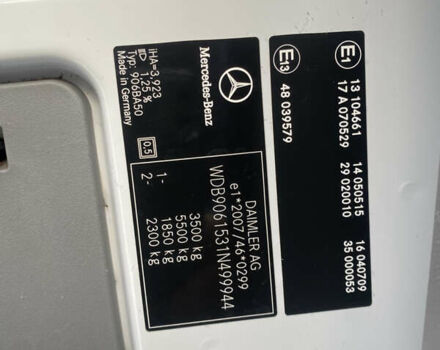 Mercedes-Benz
iHA=3.923
1.25 %
Typ: 906BA50
Made in Germany
0.5
DAIMLER AG
e1*2007/46*0299
WDB9061531N499944
3500 kg
5500 kg
1- 1850 kg
2- 2300 kg
E1
13 104661
17 A 070529
14 050515
29 020010
16 040709
35 000053
E13
48 039579